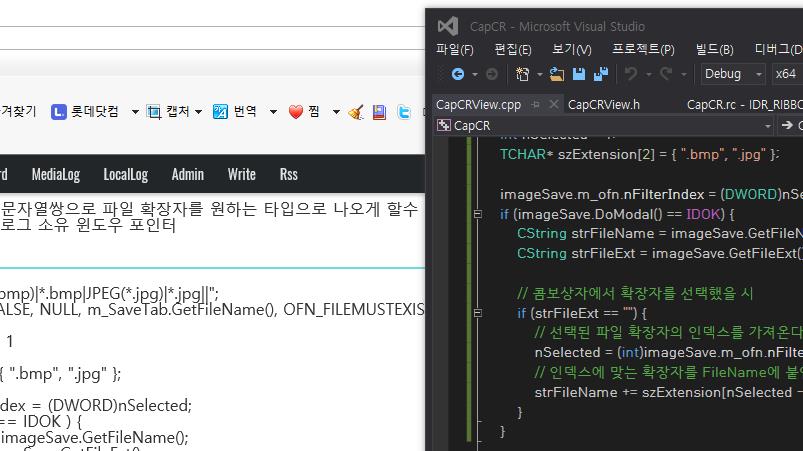 겨찾기 롯데닷컴 캡처 번역 찜
rd MediaLog LocalLog Admin Write Rss
문자열쌍으로 파일 확장자를 원하는 타입으로 나오게 할수
로그 소유 윈도우 포인터
bmp)|*.bmp|JPEG(*.jpg)|*.jpg||";
ALSE, NULL, m_SaveTab.GetFileName(), OFN_FILEMUSTEXIS
1
{ ".bmp", ".jpg" };
dex = (DWORD)nSelected;
== IDOK ) {
imageSave.GetFileName();
CapCR - Microsoft Visual Studio
파일(F) 편집(E) 보기(V) 프로젝트(P) 빌드(B) 디버그(D
Debug x64
CapCRView.cpp CapCRView.h CapCR.rc - IDR_RIBBO
CapCR
TCHAR* szExtension[2] = { ".bmp", ".jpg" };
imageSave.m_ofn.nFilterIndex = (DWORD)nSe
if (imageSave.DoModal() == IDOK) {
CString strFileName = imageSave.GetFileN
CString strFileExt = imageSave.GetFileExt(
// 콤보상자에서 확장자를 선택했을 시
if (strFileExt == "") {
// 선택된 파일 확장자의 인덱스를 가져온다
nSelected = (int)imageSave.m_ofn.nFilte
// 인덱스에 맞는 확장자를 FileName에 붙
strFileName += szExtension[nSelected
}
}